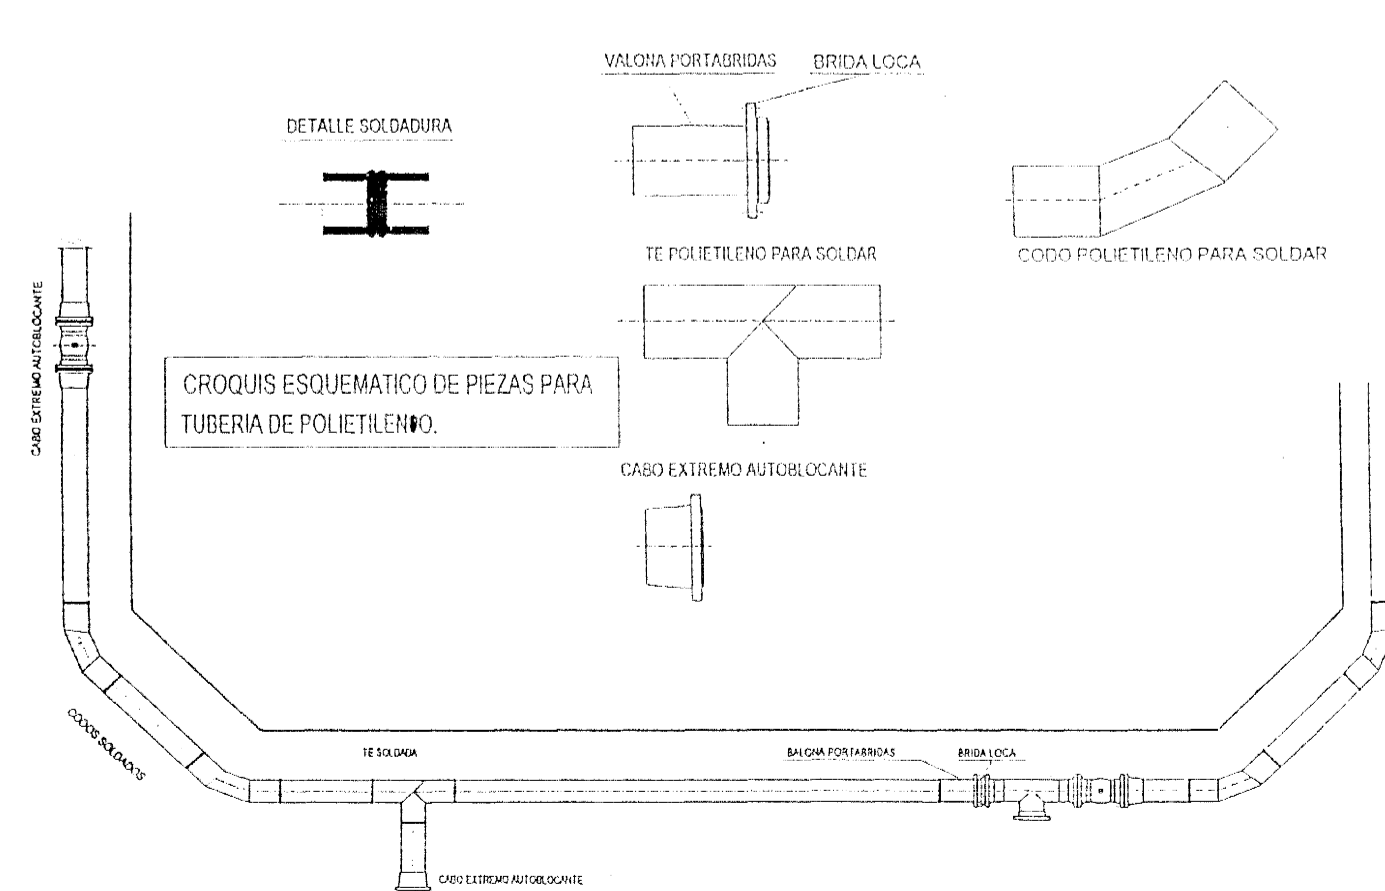 VALONA PORTABRIDAS
BRIDA LOCA
DETALLE SOLDADURA
TE POLIETILENO PARA SOLDAR
CODO POLIETILENO PARA SOLDAR
CABO EXTREMO AUTOBLOCANTE
CROQUIS ESQUEMATICO DE PIEZAS PARA
TUBERIA DE POLIETILENO.
CABO EXTREMO AUTOBLOCANTE
CODOS SOLDADOS
TE SOLDADA
BALONA PORTABRIDAS
BRIDA LOCA
CABO EXTREMO AUTOBLOCANTE